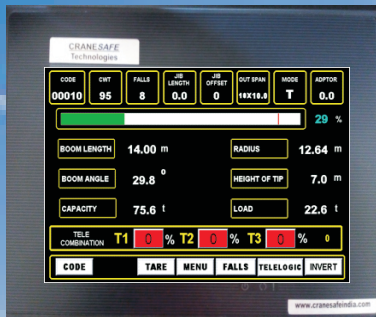 CRANESAFE
Technologies
CODE CWT FALLS JIB LENGTH JIB OFFSET OUT SPAN MODE ADPTOR
00010 95 8 0.0 0 10X10.0 T 0.0
29 %
BOOM LENGTH 14.00 m RADIUS 12.64 m
BOOM ANGLE 29.8 ° HEIGHT OF TIP 7.0 m
CAPACITY 75.6 t LOAD 22.6 t
TELE COMBINATION T1 0 % T2 0 % T3 0 % 0
CODE TARE MENU FALLS TELELOGIC INVERT
www.cranesafeindia.com